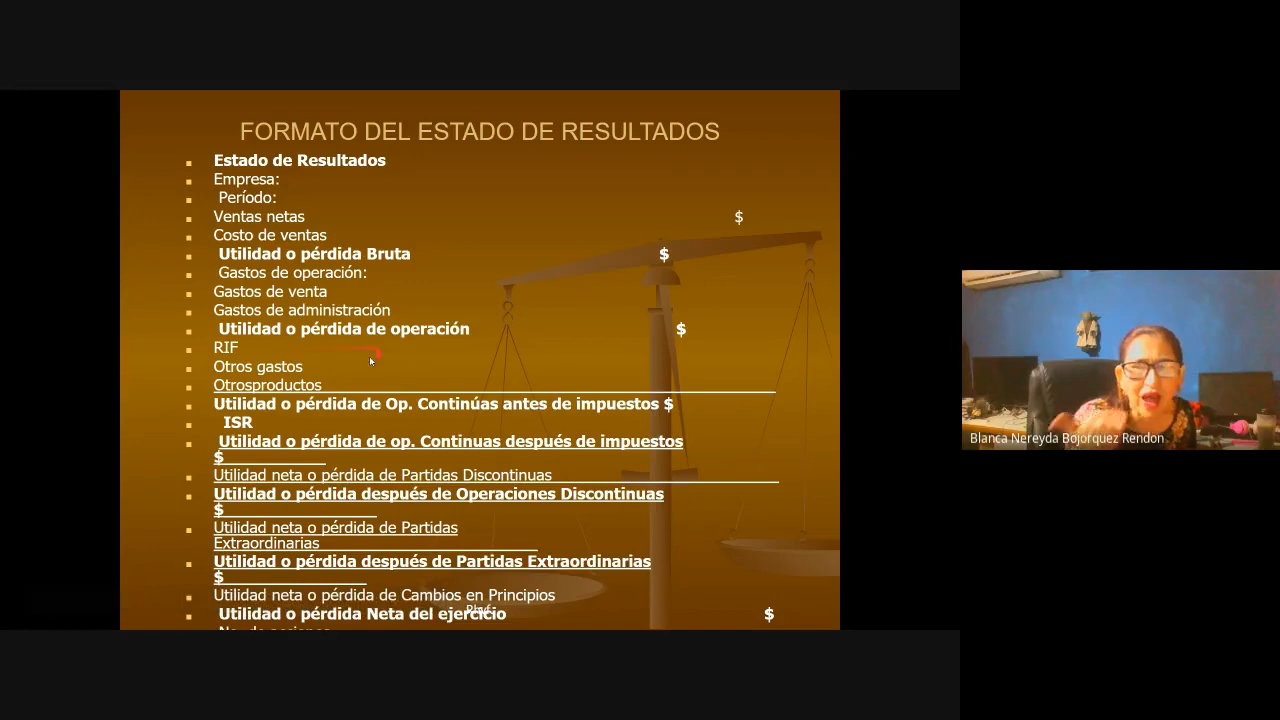 FORMATO DEL ESTADO DE RESULTADOS
Estado de Resultados
Empresa:
Período:
Ventas netas $
Costo de ventas
Utilidad o pérdida Bruta $
Gastos de operación:
Gastos de venta
Gastos de administración
Utilidad o pérdida de operación $
RIF
Otros gastos
Otrosproductos
Utilidad o pérdida de Op. Continúas antes de impuestos $
ISR
Utilidad o pérdida de op. Continuas después de impuestos
$
Utilidad neta o pérdida de Partidas Discontinuas
Utilidad o pérdida después de Operaciones Discontinuas
$
Utilidad neta o pérdida de Partidas
Extraordinarias
Utilidad o pérdida después de Partidas Extraordinarias
$
Utilidad neta o pérdida de Cambios en Principios
Utilidad o pérdida Neta del ejercicio $
Blanca Nereyda Bojorquez Rendon